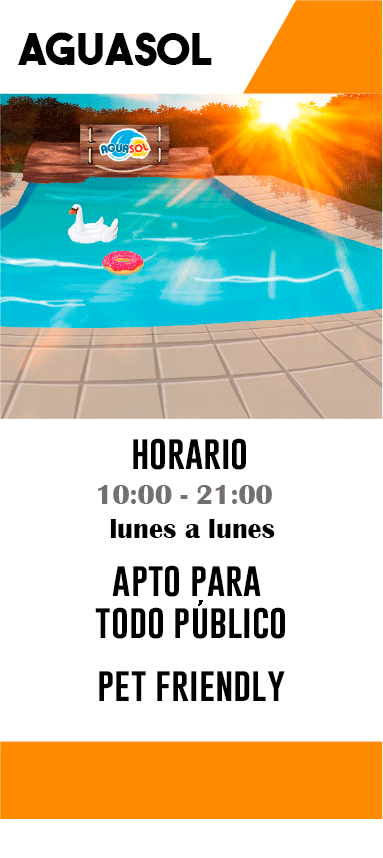 AGUASOL
AGUASOL
HORARIO
10:00 - 21:00
lunes a lunes
APTO PARA
TODO PÚBLICO
PET FRIENDLY